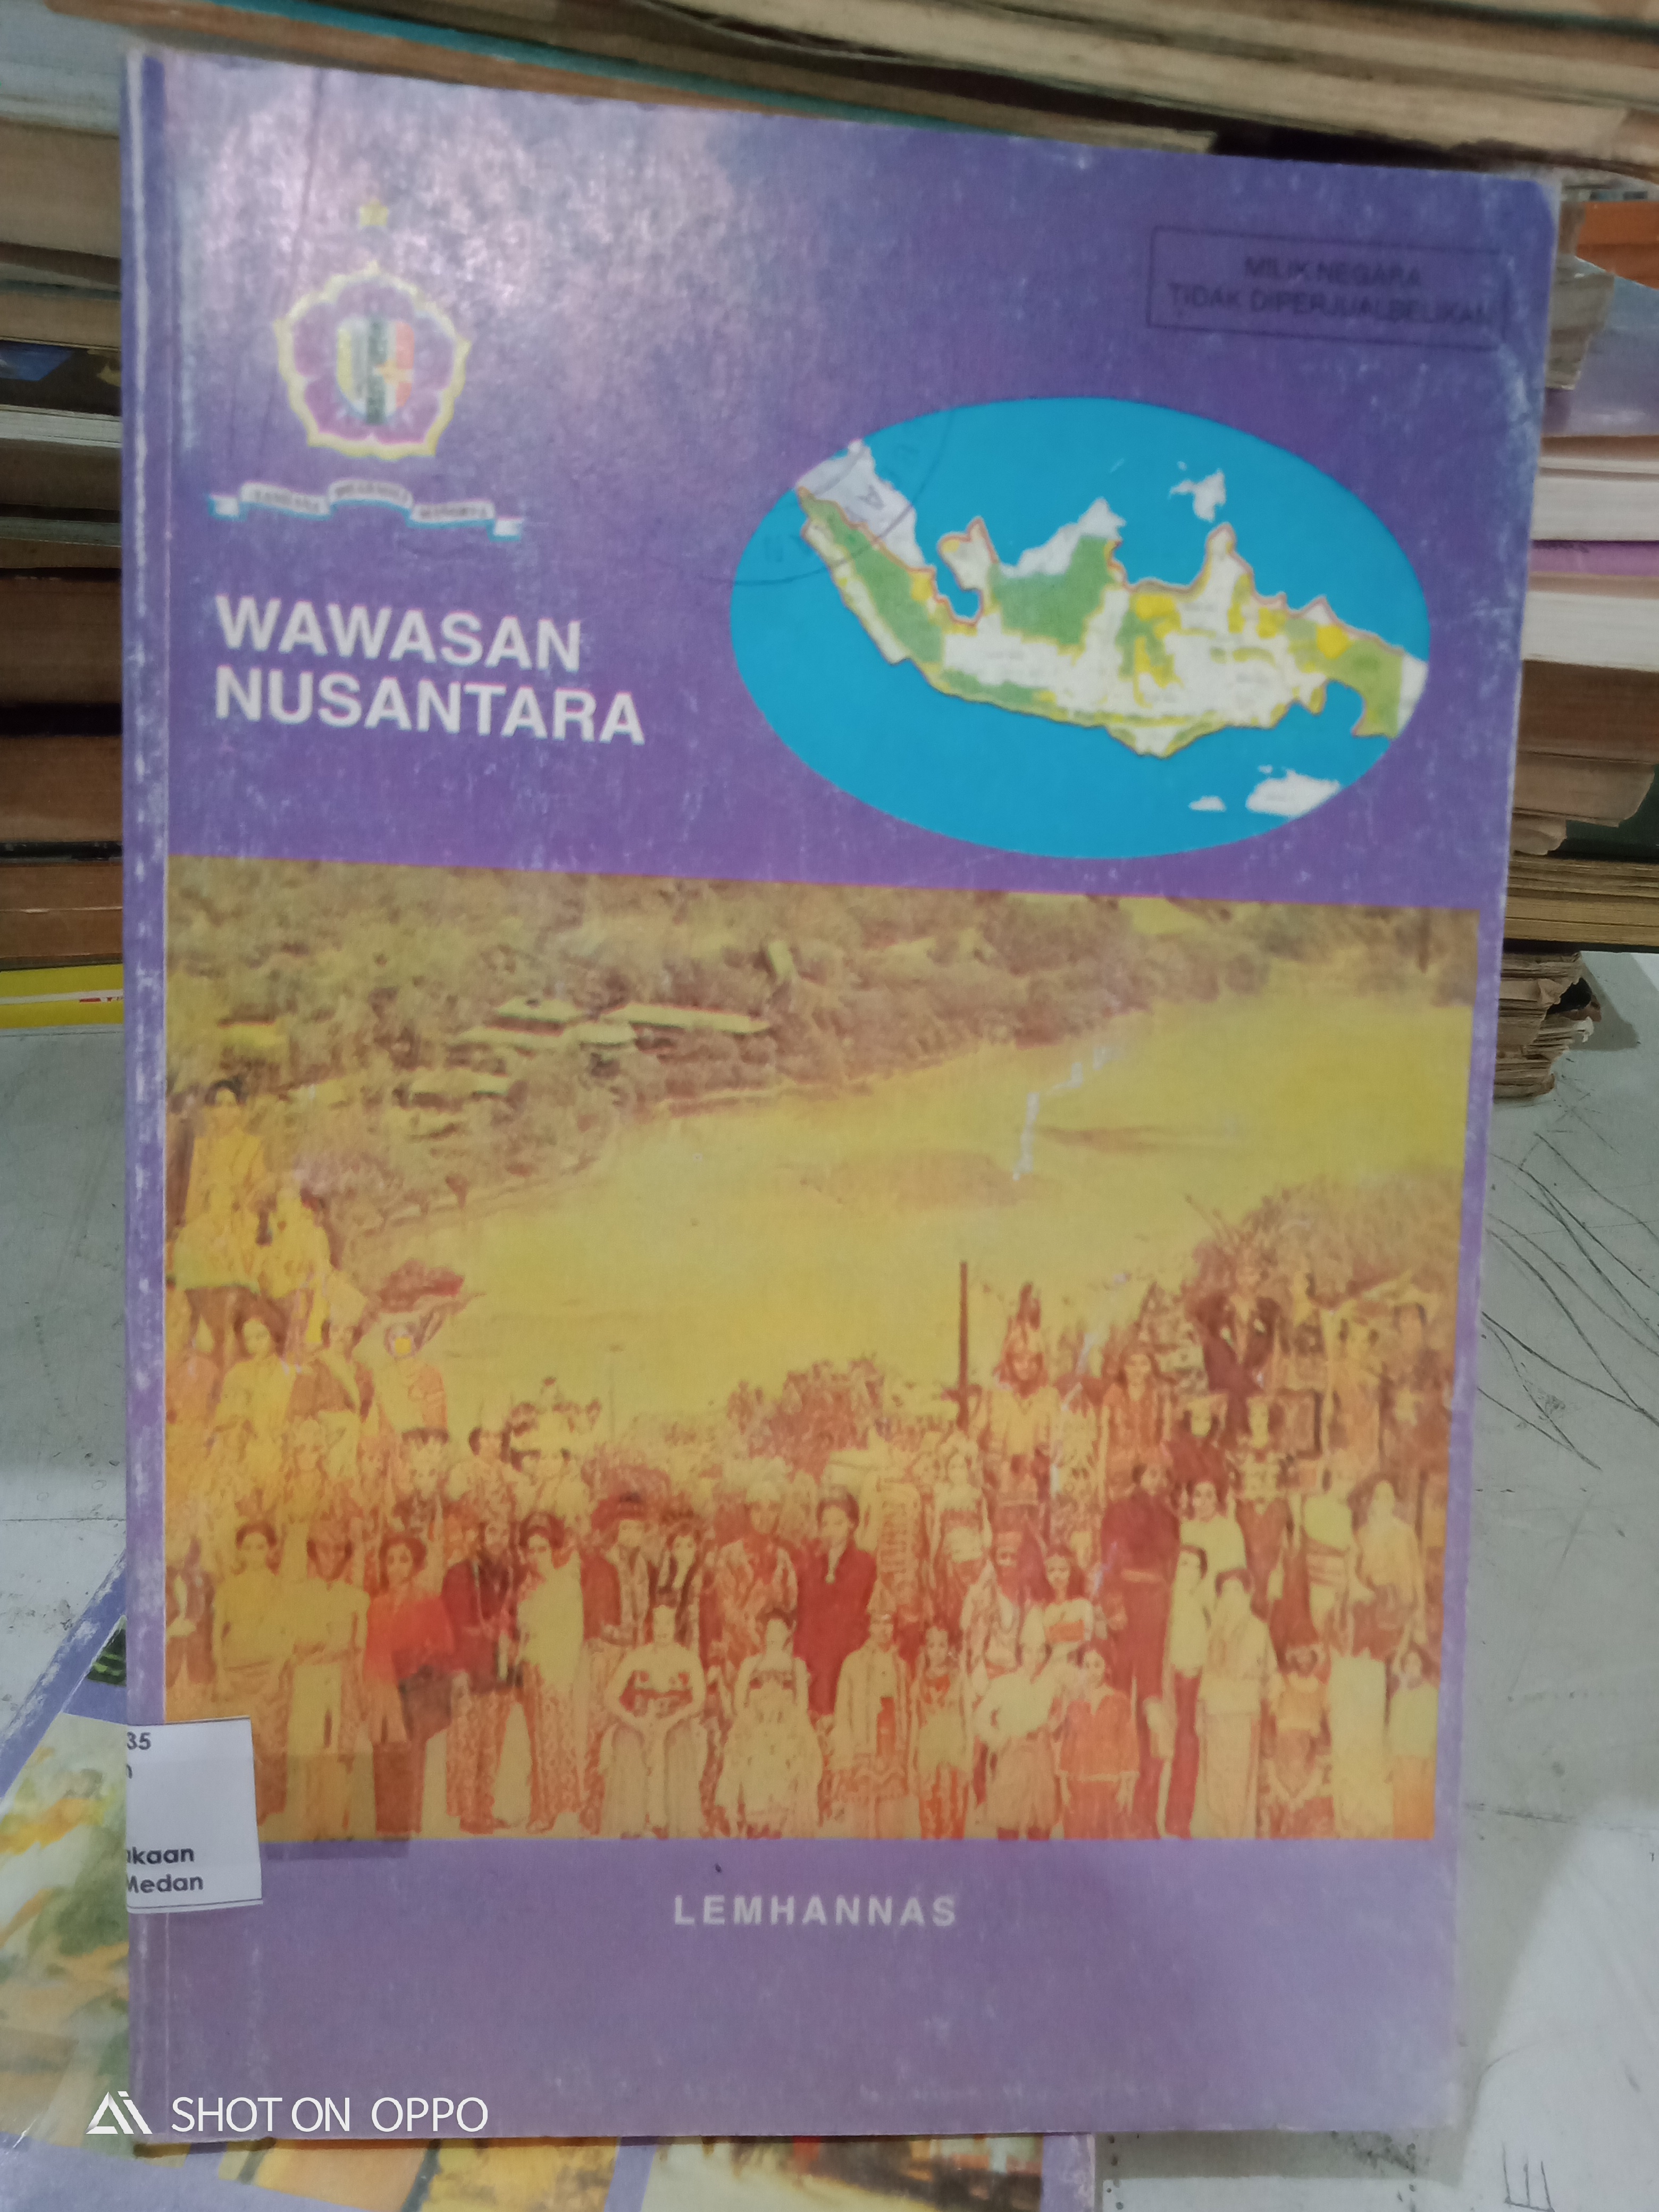 MILIK NEGARA
TIDAK DIPERJUALBELIKAN
WAWASAN
NUSANTARA
35
n
akaan
Medan
LEMHANNAS
SHOT ON OPPO